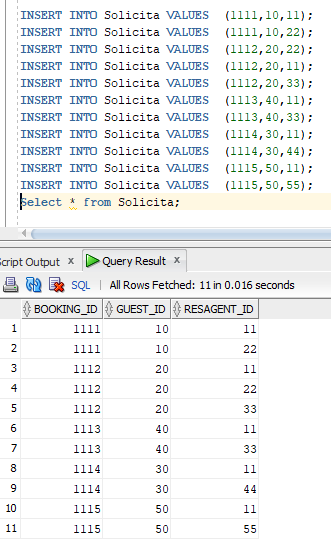 INSERT INTO Solicita VALUES (1111,10,11);
INSERT INTO Solicita VALUES (1111,10,22);
INSERT INTO Solicita VALUES (1112,20,22);
INSERT INTO Solicita VALUES (1112,20,11);
INSERT INTO Solicita VALUES (1112,20,33);
INSERT INTO Solicita VALUES (1113,40,11);
INSERT INTO Solicita VALUES (1113,40,33);
INSERT INTO Solicita VALUES (1114,30,11);
INSERT INTO Solicita VALUES (1114,30,44);
INSERT INTO Solicita VALUES (1115,50,11);
INSERT INTO Solicita VALUES (1115,50,55);
Select * from Solicita;
Script Output x Query Result x
SQL | All Rows Fetched: 11 in 0.016 seconds
BOOKING_ID GUEST_ID RESAGENT_ID
1 1111 10 11
2 1111 10 22
3 1112 20 11
4 1112 20 22
5 1112 20 33
6 1113 40 11
7 1113 40 33
8 1114 30 11
9 1114 30 44
10 1115 50 11
11 1115 50 55